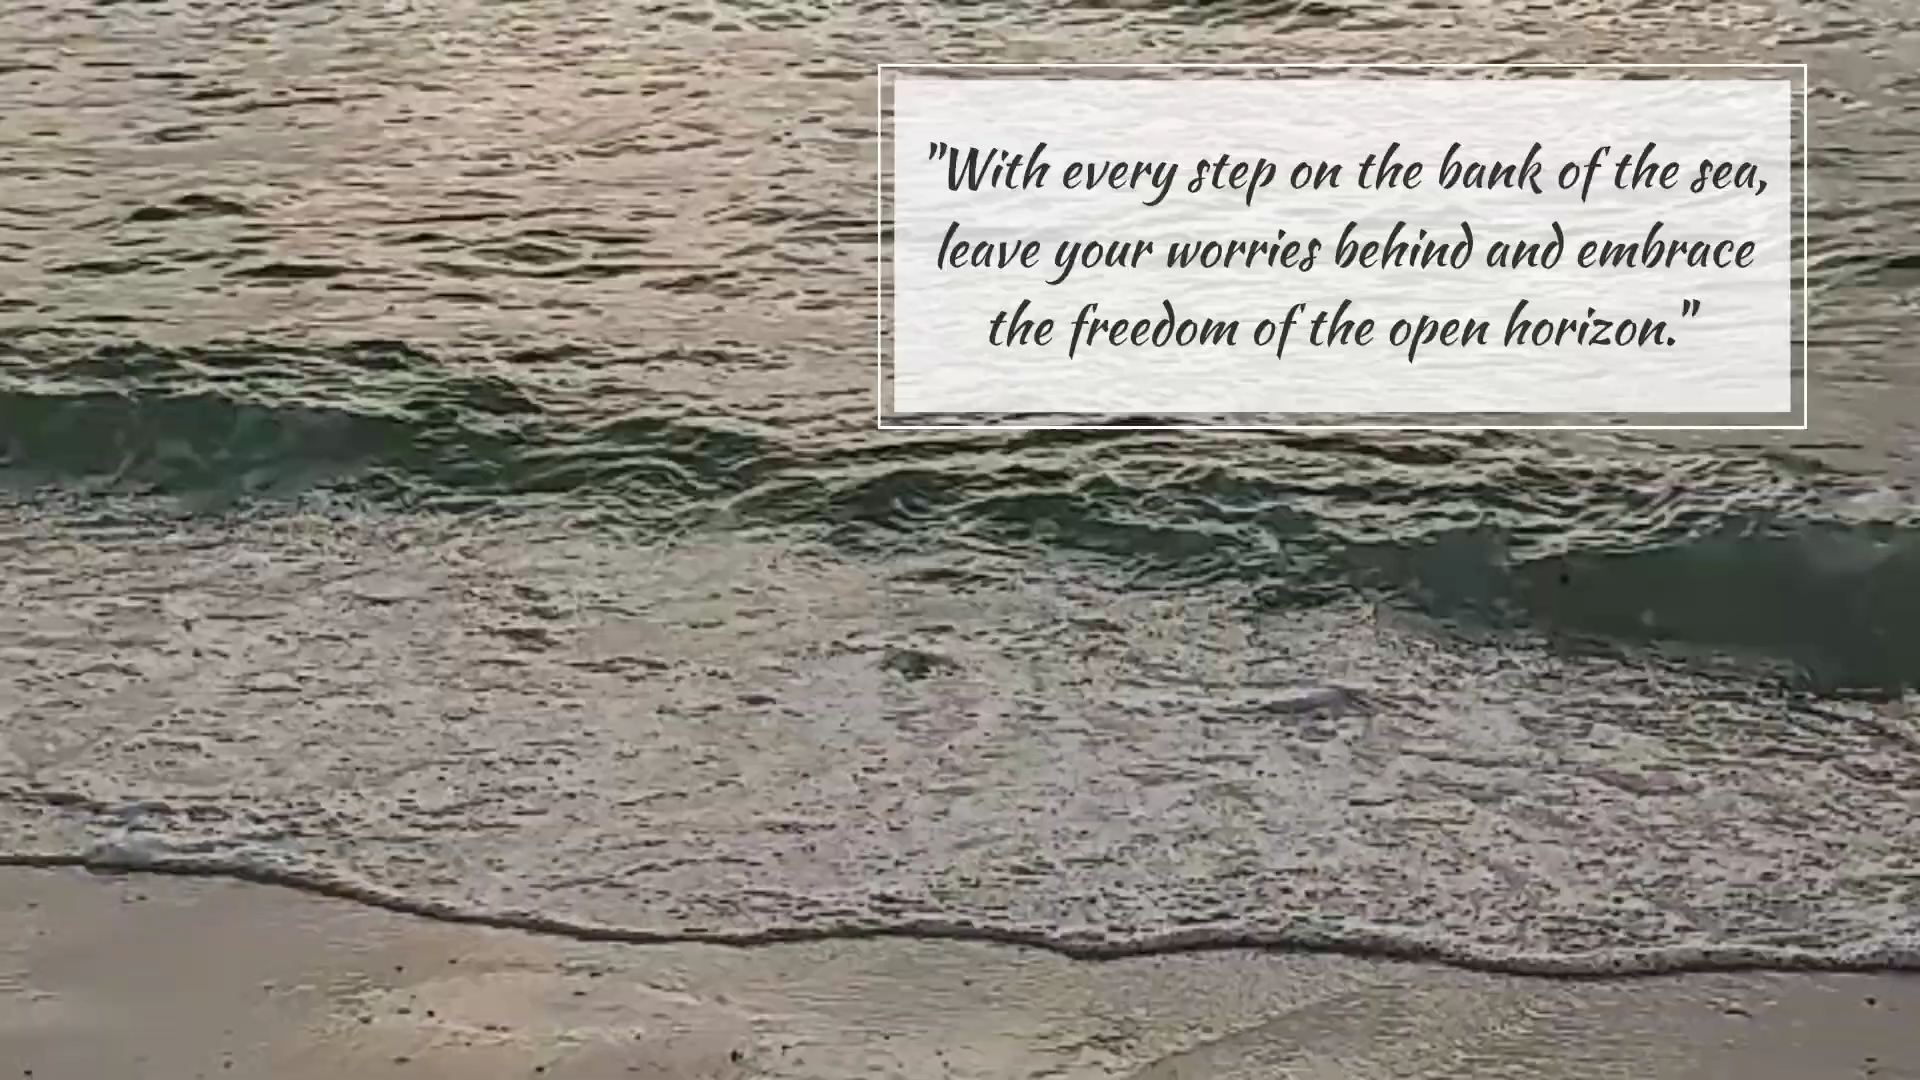 "With every step on the bank of the sea,
leave your worries behind and embrace
the freedom of the open horizon."